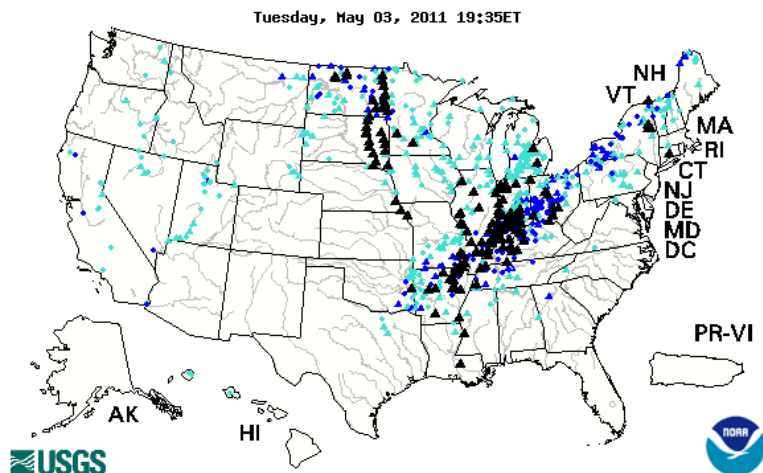 Tuesday, May 03, 2011 19:35ET
NH
VT
MA
RI
CT
NJ
DE
MD
DC
PR-VI
AK
HI
USGS
NOAA